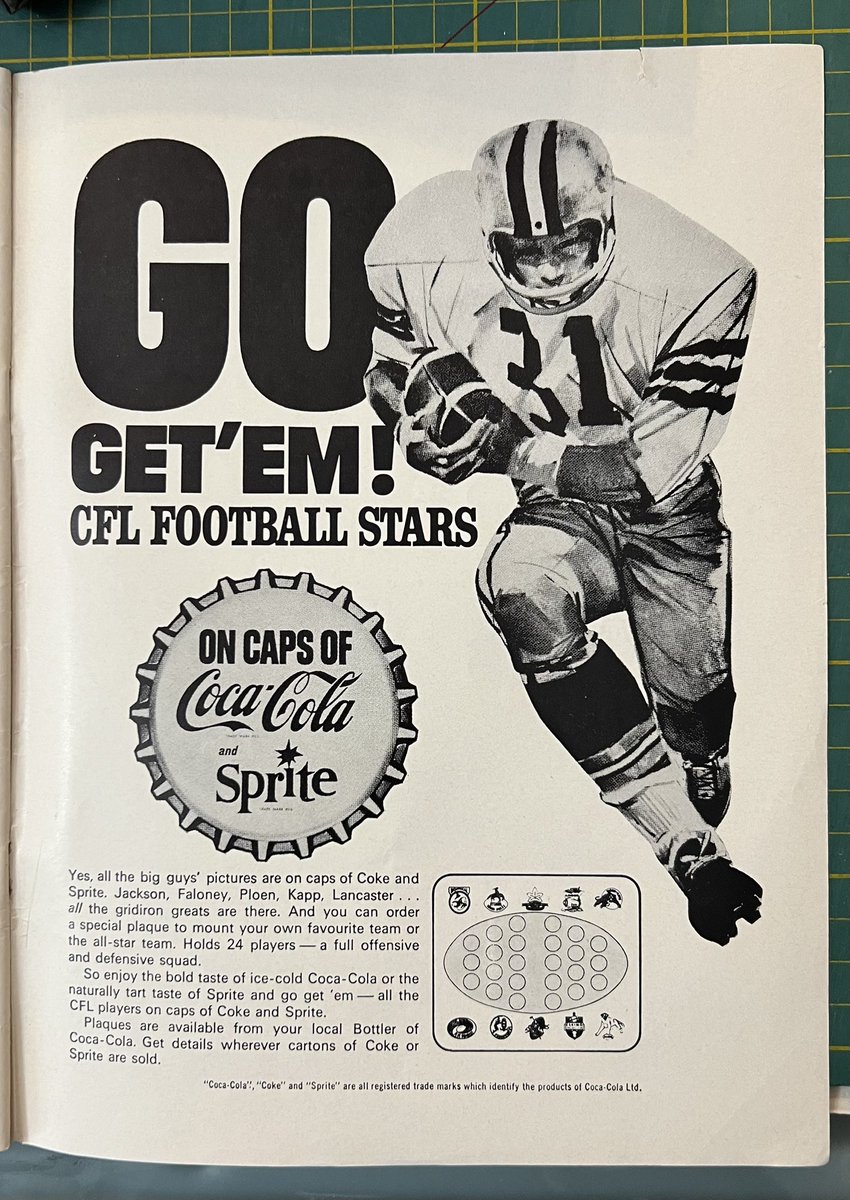 GO
GET'EM!
CFL FOOTBALL STARS
31
ON CAPS OF
Coca-Cola
and
Sprite
Yes, all the big guys' pictures are on caps of Coke and
Sprite. Jackson, Faloney, Ploen, Kapp, Lancaster . . .
all the gridiron greats are there. And you can order
a special plaque to mount your own favourite team or
the all-star team. Holds 24 players — a full offensive
and defensive squad.
So enjoy the bold taste of ice-cold Coca-Cola or the
naturally tart taste of Sprite and go get 'em — all the
CFL players on caps of Coke and Sprite.
Plaques are available from your local Bottler of
Coca-Cola. Get details wherever cartons of Coke or
Sprite are sold.
"Coca-Cola", "Coke" and "Sprite" are all registered trade marks which identify the products of Coca-Cola Ltd.